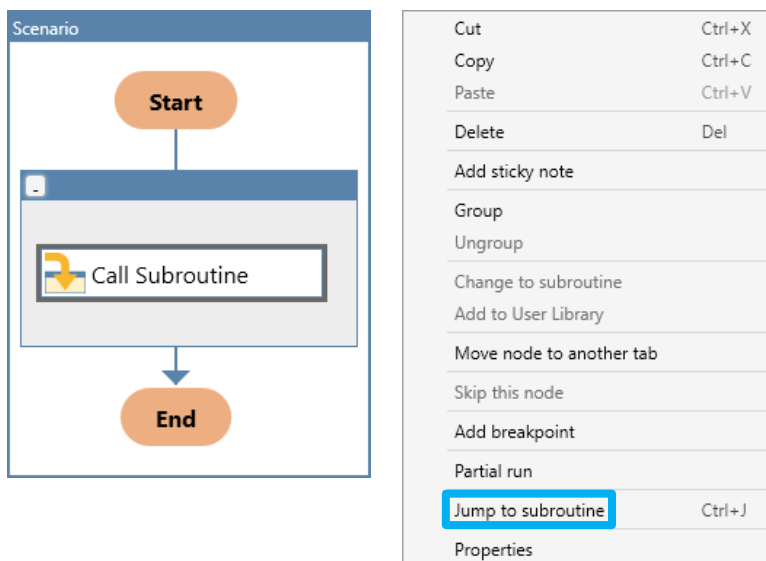 Scenario
Start
-
Call Subroutine
End
Cut Ctrl+X
Copy Ctrl+C
Paste Ctrl+V
Delete Del
Add sticky note
Group
Ungroup
Change to subroutine
Add to User Library
Move node to another tab
Skip this node
Add breakpoint
Partial run
Jump to subroutine Ctrl+J
Properties